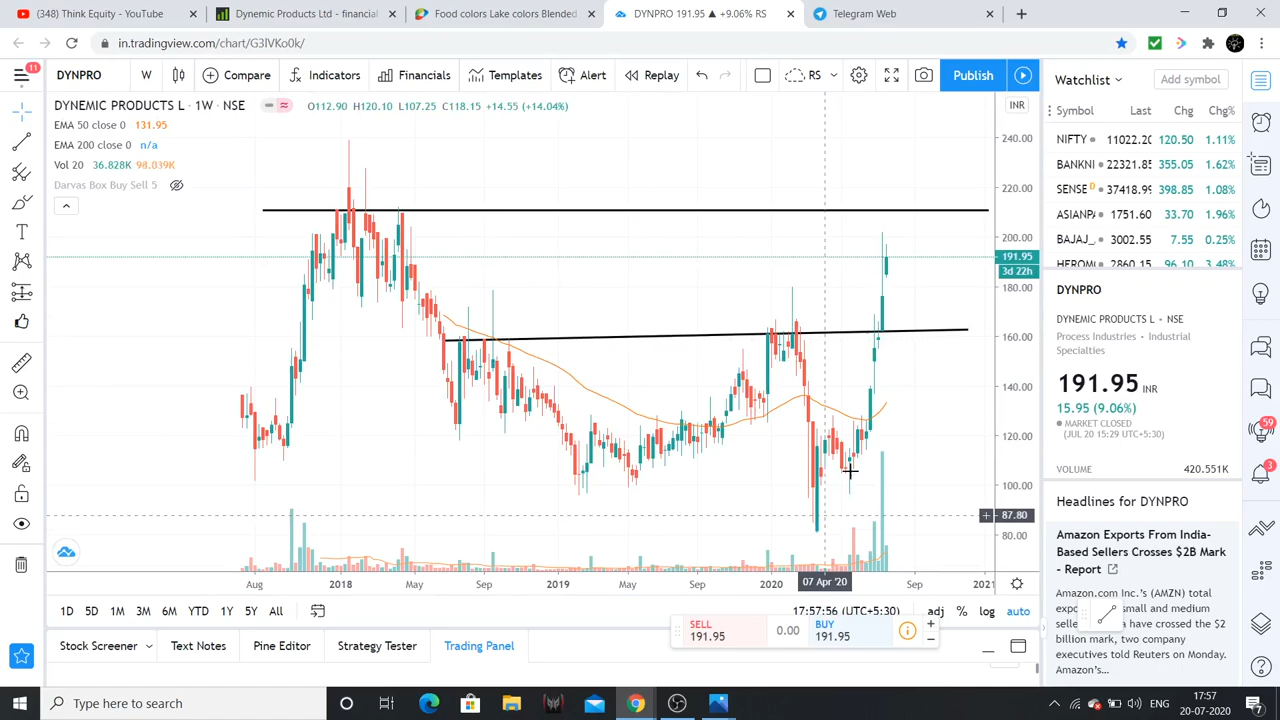 (348) Think Equity - YouTube
Dynemic Products Ltd - financial
Food colors Lake colors Blended
DYNPRO 191.95 ▲ +9.06% RS
Telegram Web
in.tradingview.com/chart/G3lVKo0k/
11
DYNPRO
W
Compare
Indicators
Financials
Templates
Alert
Replay
RS
Publish
Watchlist
Add symbol
DYNEMIC PRODUCTS L · 1W · NSE
O112.90 H120.10 L107.25 C118.15 +14.55 (+14.04%)
EMA 50 close 0 131.95
EMA 200 close 0 n/a
Vol 20 36.828K 98.039K
Darvas Box Buy Sell 5
INR
240.00
220.00
200.00
191.95
3d 22h
180.00
160.00
140.00
120.00
100.00
87.80
80.00
Aug
2018
May
Sep
2019
May
Sep
2020
07 Apr '20
Sep
2021
Symbol Last Chg Chg%
NIFTY 11022.20 120.50 1.11%
BANKNI 22321.85 355.05 1.62%
SENSE 37418.99 398.85 1.08%
ASIANPA 1751.60 33.70 1.96%
BAJAJ_ 3002.55 7.55 0.25%
HEROMO 2860.15 96.10 3.48%
DYNPRO
DYNEMIC PRODUCTS L · NSE
Process Industries · Industrial
Specialties
191.95 INR
15.95 (9.06%)
MARKET CLOSED
(JUL 20 15:29 UTC+5:30)
VOLUME 420.551K
59
3
Headlines for DYNPRO
Amazon Exports From India-
Based Sellers Crosses $2B Mark
- Report
Amazon.com Inc.'s (AMZN) total
small and medium
have crossed the $2
billion mark, two company
executives told Reuters on Monday.
Amazon's…
1D 5D 1M 3M 6M YTD 1Y 5Y All
17:57:56 (UTC+5:30)
adj % log auto
SELL
191.95
0.00
BUY
191.95
Stock Screener
Text Notes
Pine Editor
Strategy Tester
Trading Panel
Type here to search
ENG
17:57
20-07-2020
7